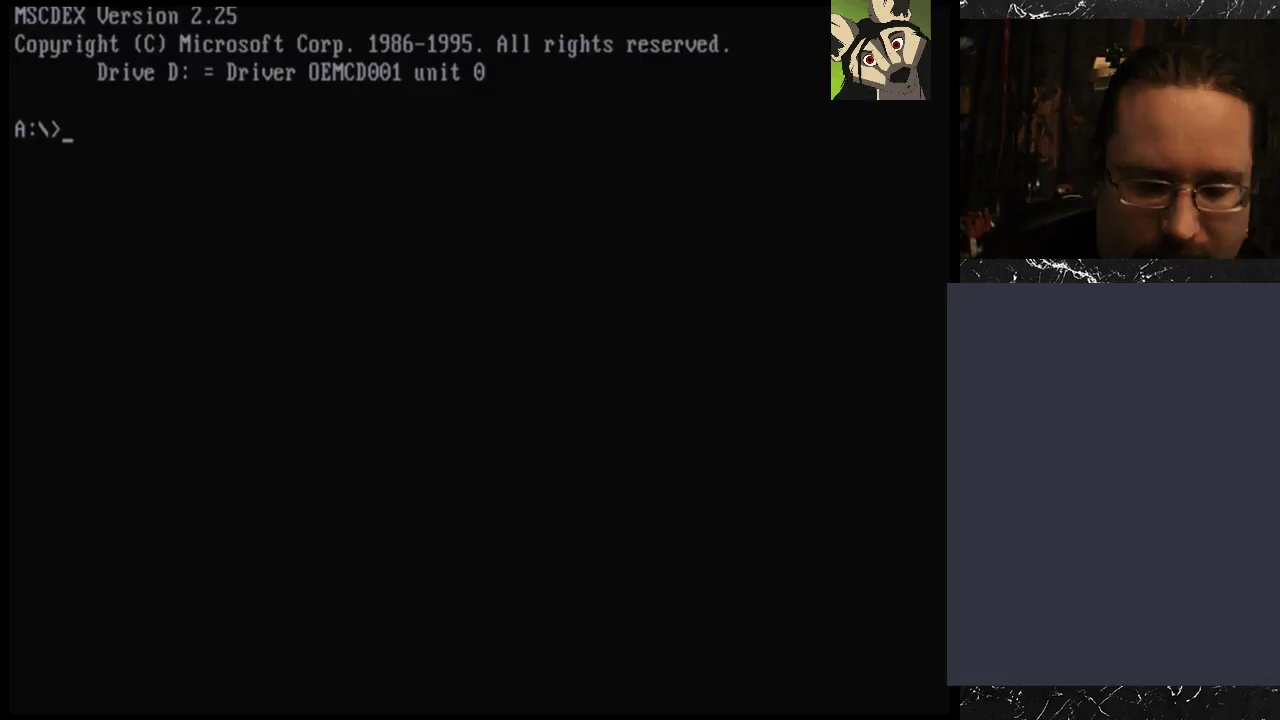 MSCDEX Version 2.25
Copyright (C) Microsoft Corp. 1986-1995. All rights reserved.
Drive D: = Driver OEMCD001 unit 0
A:\>_